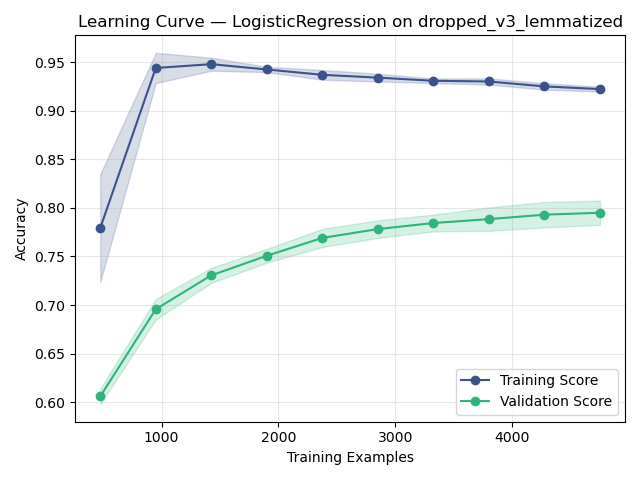 Learning Curve — LogisticRegression on dropped_v3_lemmatized
0.95
0.90
0.85
0.80
0.75
0.70
0.65
0.60
Accuracy
1000 2000 3000 4000
Training Examples
Training Score
Validation Score